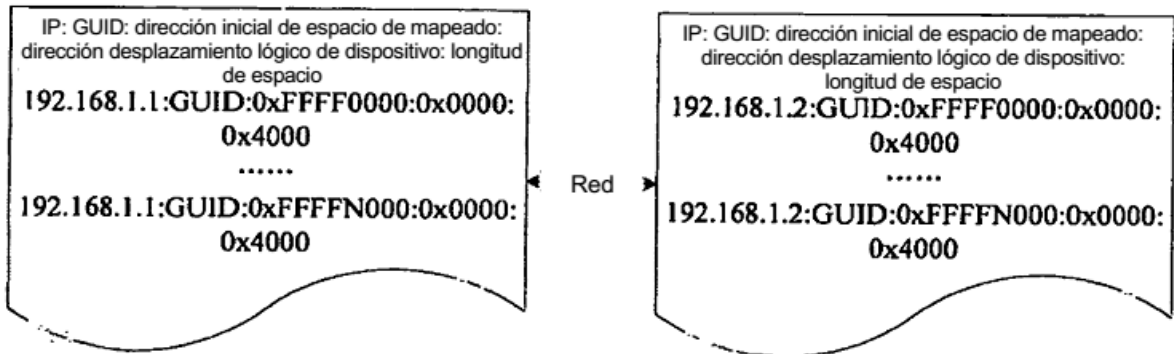 IP: GUID: dirección inicial de espacio de mapeado:
dirección desplazamiento lógico de dispositivo: longitud
de espacio
192.168.1.1:GUID:0xFFFF0000:0x0000:
0x4000
......
192.168.1.1:GUID:0xFFFFN000:0x0000:
0x4000
Red
IP: GUID: dirección inicial de espacio de mapeado:
dirección desplazamiento lógico de dispositivo:
longitud de espacio
192.168.1.2:GUID:0xFFFF0000:0x0000:
0x4000
......
192.168.1.2:GUID:0xFFFFN000:0x0000:
0x4000